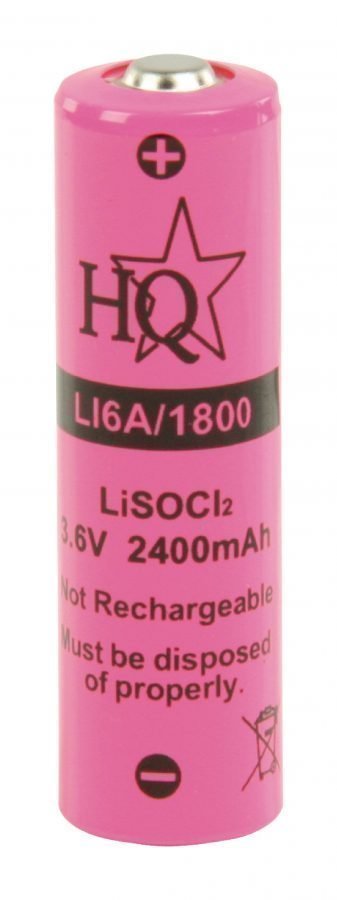 +
HQ
LI6A/1800
LiSOCl₂
3.6V 2400mAh
Not Rechargeable
Must be disposed
of properly.
−